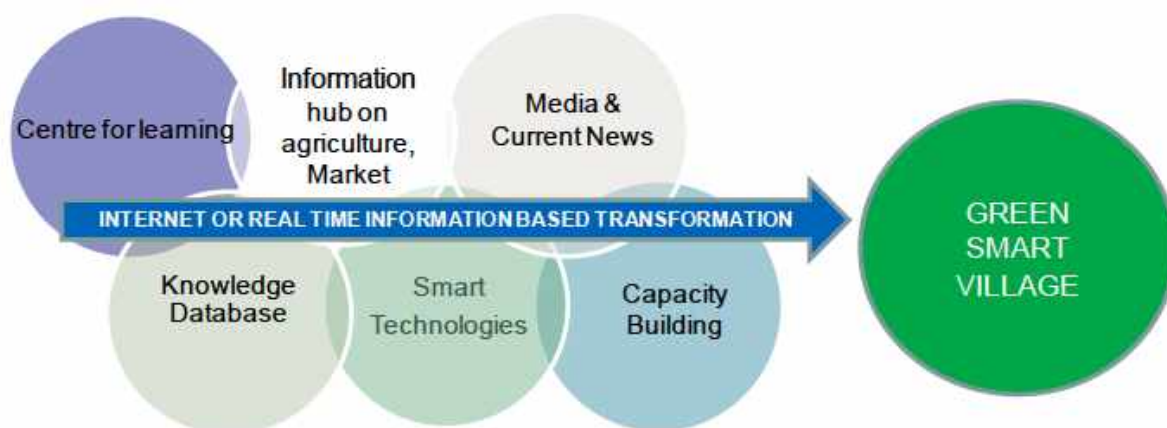 Centre for learning
Information
hub on
agriculture,
Market
Media &
Current News
INTERNET OR REAL TIME INFORMATION BASED TRANSFORMATION
Knowledge
Database
Smart
Technologies
Capacity
Building
GREEN
SMART
VILLAGE